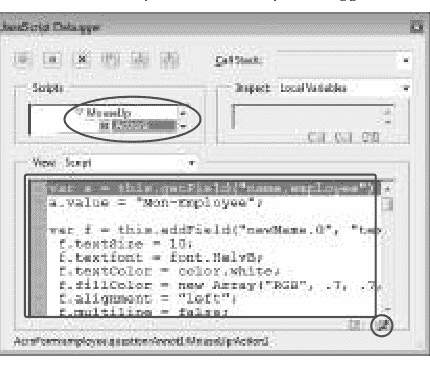 JavaScript Debugger
Call Stack:
Scripts
Inspect: Local Variables
MouseUp
View: Script
var a = this.getField("name.employee")
a.value = "Non-Employee";
var f = this.addField("newName.0", "tex
f.textSize = 10;
f.textFont = font.HelvB;
f.textColor = color.white;
f.fillColor = new Array("RGB", .7, .7,
f.alignment = "left";
f.multiline = false;